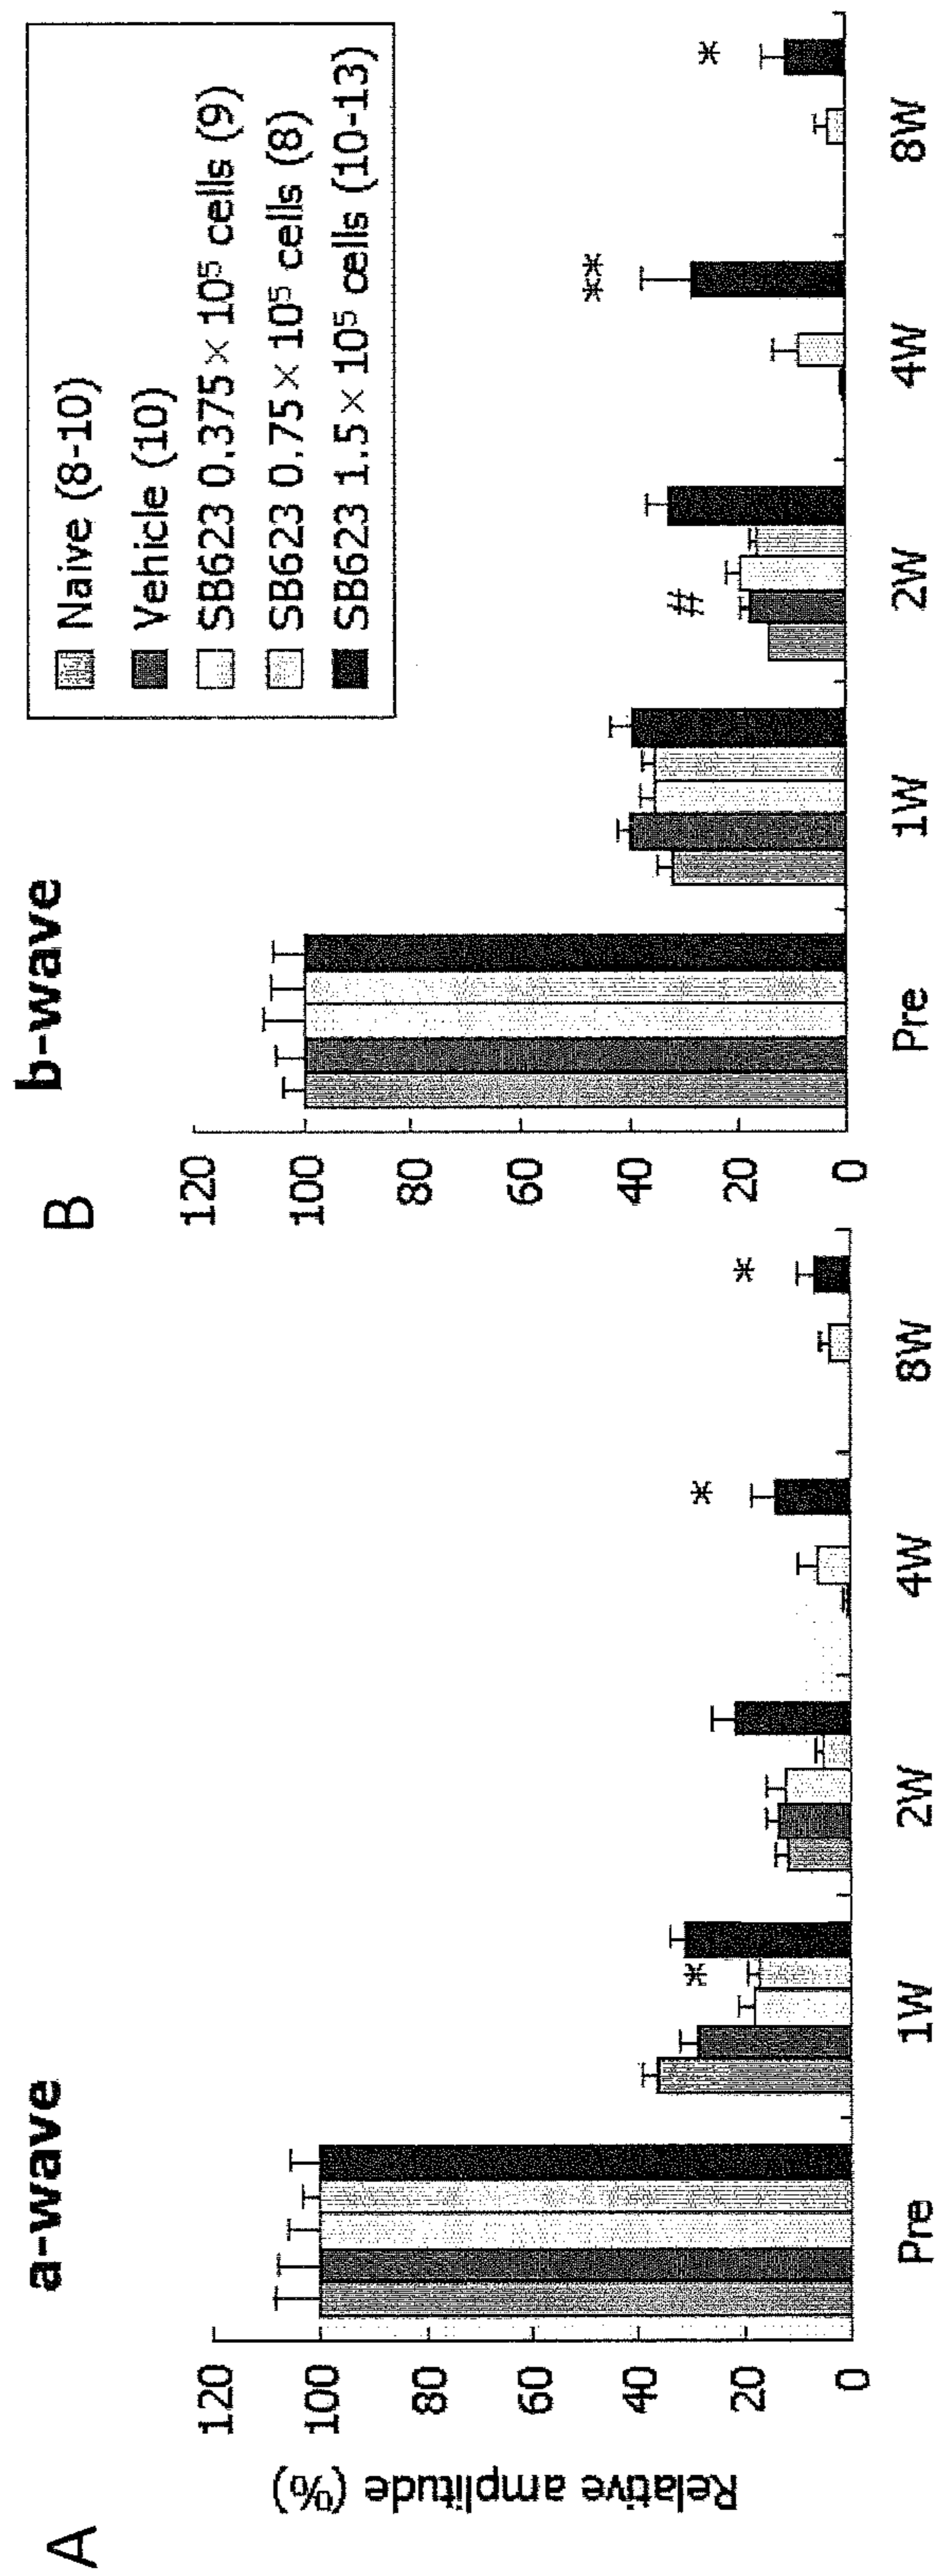 A
a-wave
Relative amplitude (%)
120
100
80
60
40
20
0
*
*
*
Pre
1W
2W
4W
8W
B
b-wave
Naive (8-10)
Vehicle (10)
SB623 0.375×10⁵ cells (9)
SB623 0.75×10⁵ cells (8)
SB623 1.5×10⁵ cells (10-13)
120
100
80
60
40
20
0
#
**
*
Pre
1W
2W
4W
8W